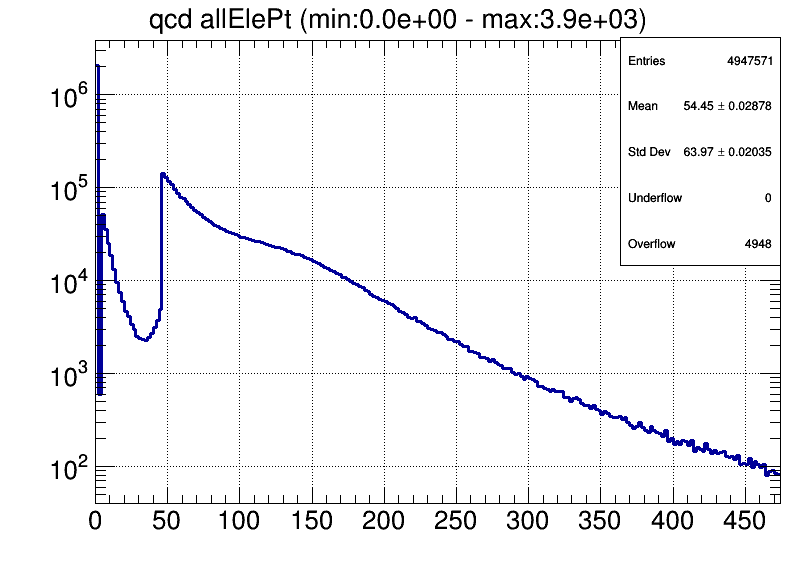 qcd allElePt (min:0.0e+00 - max:3.9e+03)
Entries 4947571
Mean 54.45 ± 0.02878
Std Dev 63.97 ± 0.02035
Underflow 0
Overflow 4948
10⁶
10⁵
10⁴
10³
10²
0 50 100 150 200 250 300 350 400 450